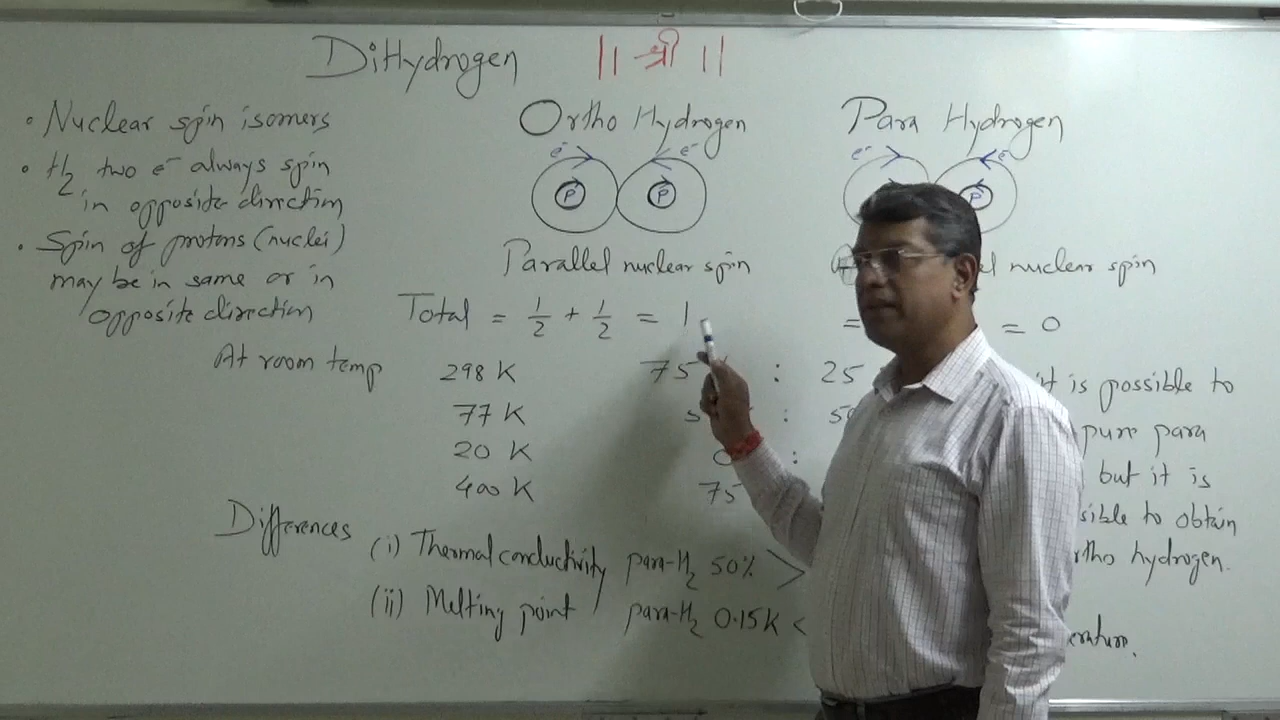 DiHydrogen || श्री ||
• Nuclear spin isomers
• H2 two e- always spin
in opposite direction
• Spin of protons (nuclei)
may be in same or in
opposite direction
Ortho Hydrogen
e- e-
P P
Parallel nuclear spin
Para Hydrogen
e- e-
P
nuclear spin
Total = 1/2 + 1/2 = 1
= = 0
At room temp 298 K 75 : 25
77 K :
20 K :
400 K 75
it is possible to
pure para
but it is
to obtain
hydrogen.
Differences
(i) Thermal conductivity para-H2 50% >
(ii) Melting point para-H2 0.15K <